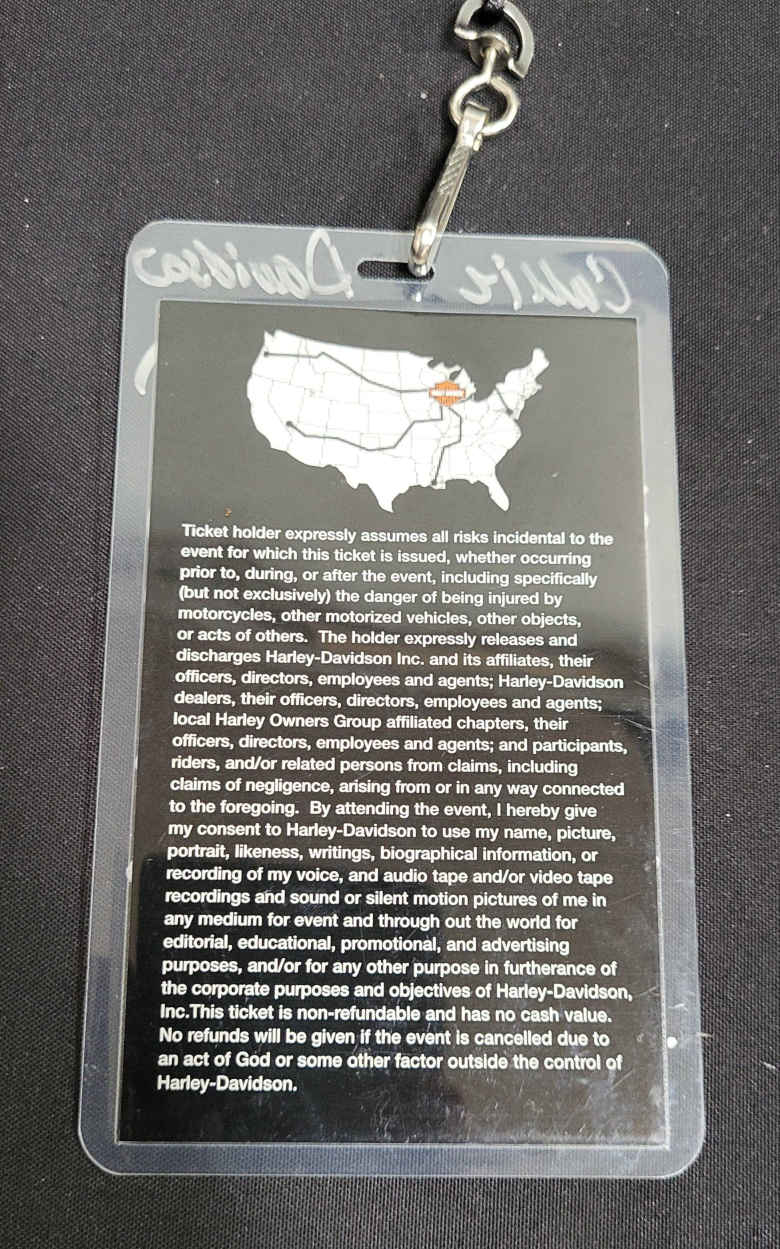 Davidson
Ticket holder expressly assumes all risks incidental to the
event for which this ticket is issued, whether occurring
prior to, during, or after the event, including specifically
(but not exclusively) the danger of being injured by
motorcycles, other motorized vehicles, other objects,
or acts of others. The holder expressly releases and
discharges Harley-Davidson Inc. and its affiliates, their
officers, directors, employees and agents; Harley-Davidson
dealers, their officers, directors, employees and agents;
local Harley Owners Group affiliated chapters, their
officers, directors, employees and agents; and participants,
riders, and/or related persons from claims, including
claims of negligence, arising from or in any way connected
to the foregoing. By attending the event, I hereby give
my consent to Harley-Davidson to use my name, picture,
portrait, likeness, writings, biographical information, or
recording of my voice, and audio tape and/or video tape
recordings and sound or silent motion pictures of me in
any medium for event and through out the world for
editorial, educational, promotional, and advertising
purposes, and/or for any other purpose in furtherance of
the corporate purposes and objectives of Harley-Davidson,
Inc.This ticket is non-refundable and has no cash value.
No refunds will be given if the event is cancelled due to
an act of God or some other factor outside the control of
Harley-Davidson.